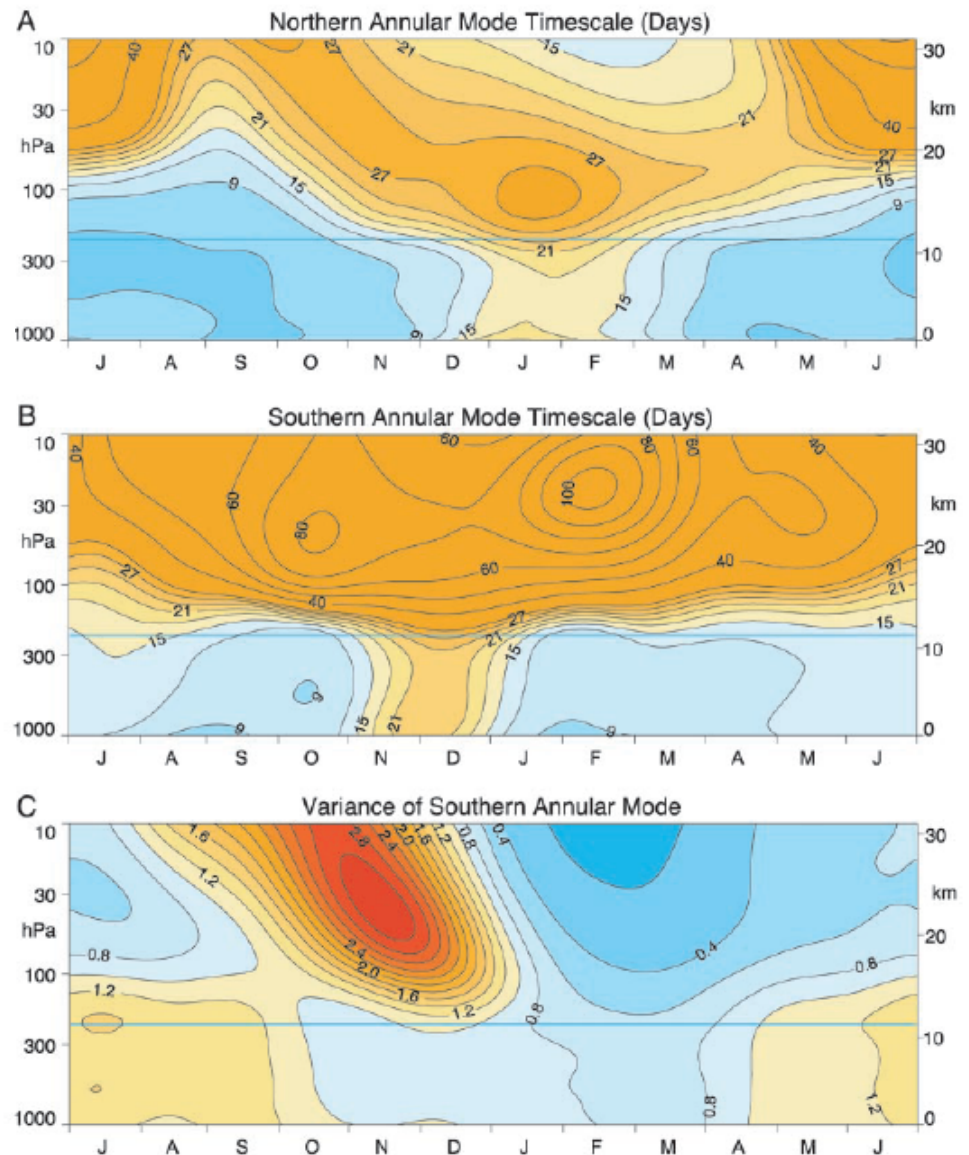 A Northern Annular Mode Timescale (Days)
10 40 27 27 21 15 30
30 21 21 40 km
hPa 27 27 27 20
100 9 15 27 15
9
21
300 15 10
1000 9 15 0
J A S O N D J F M A M J
B Southern Annular Mode Timescale (Days)
10 40 60 80 60 40 30
30 60 100 km
hPa 80 20
27 60 40 27
100 21 40 27 21
15 21 15 15
300 10
9
1000 9 15 21 9 0
J A S O N D J F M A M J
C Variance of Southern Annular Mode
10 1.6 2.8 2.4 2.0 1.6 1.2 0.8 0.4 30
1.2
30 km
hPa 20
0.8 2.4 0.4 0.8
100 2.0
1.2 1.6
1.2 0.8
300 10
1000 0.8 1.2 0
J A S O N D J F M A M J